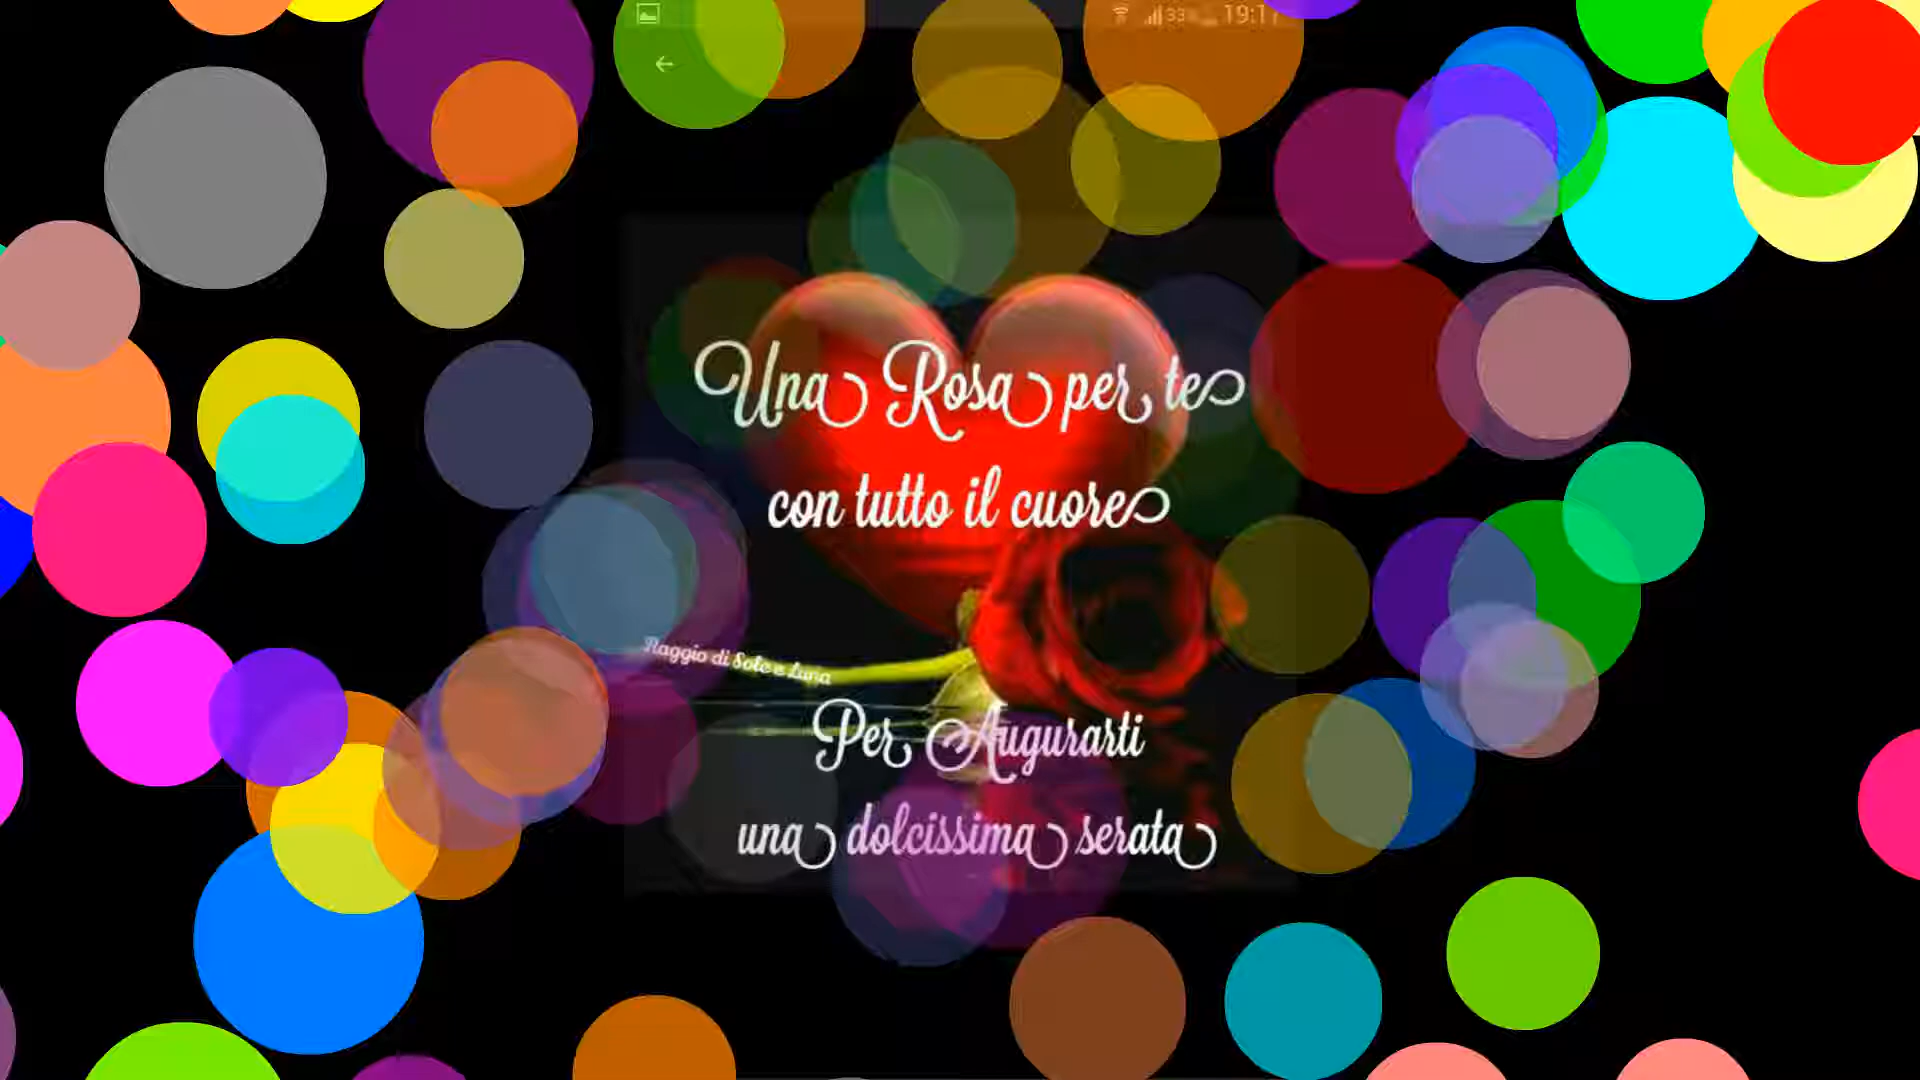 19:17
Una Rosa per te
con tutto il cuore
Raggio di Sole e Luna
Per Augurarti
una dolcissima serata